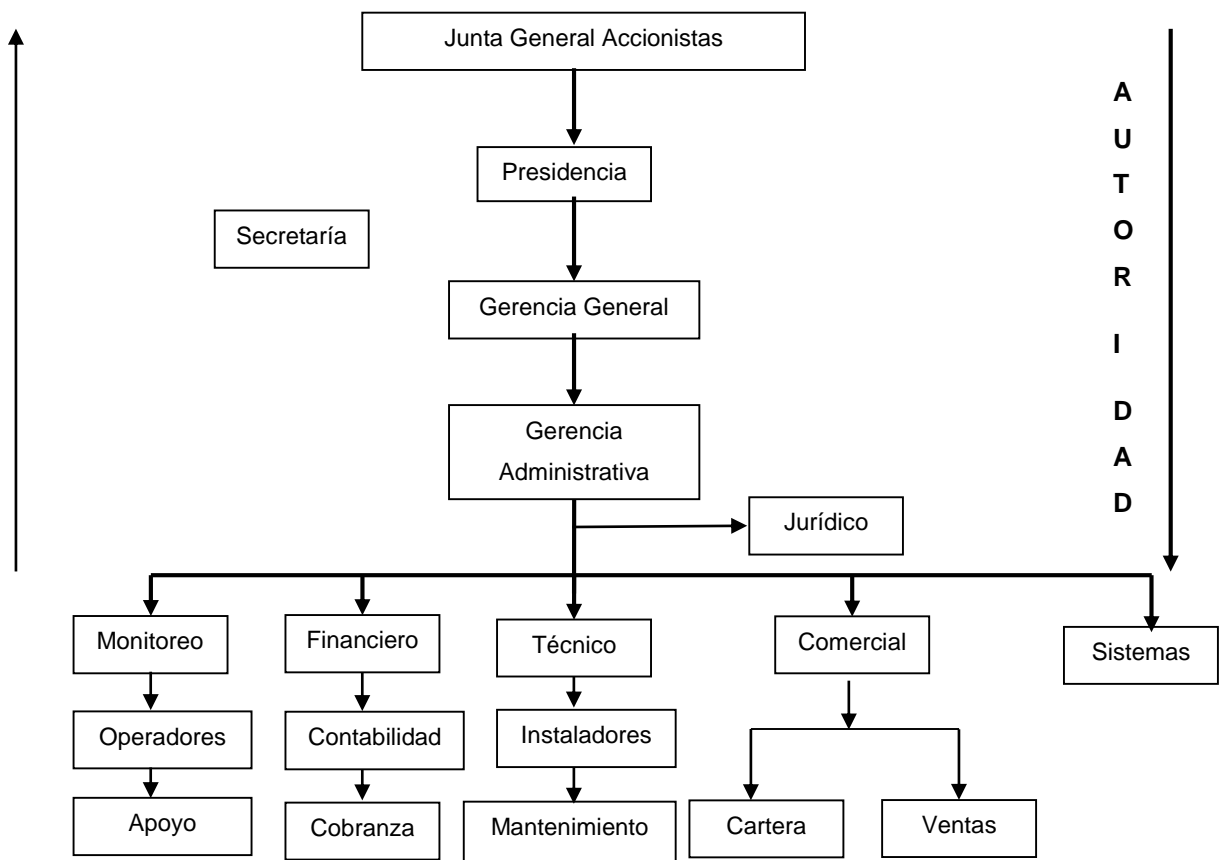 Junta General Accionistas
Presidencia
Secretaría
Gerencia General
Gerencia
Administrativa
Jurídico
Monitoreo
Financiero
Técnico
Comercial
Sistemas
Operadores
Contabilidad
Instaladores
Apoyo
Cobranza
Mantenimiento
Cartera
Ventas
A
U
T
O
R
I
D
A
D